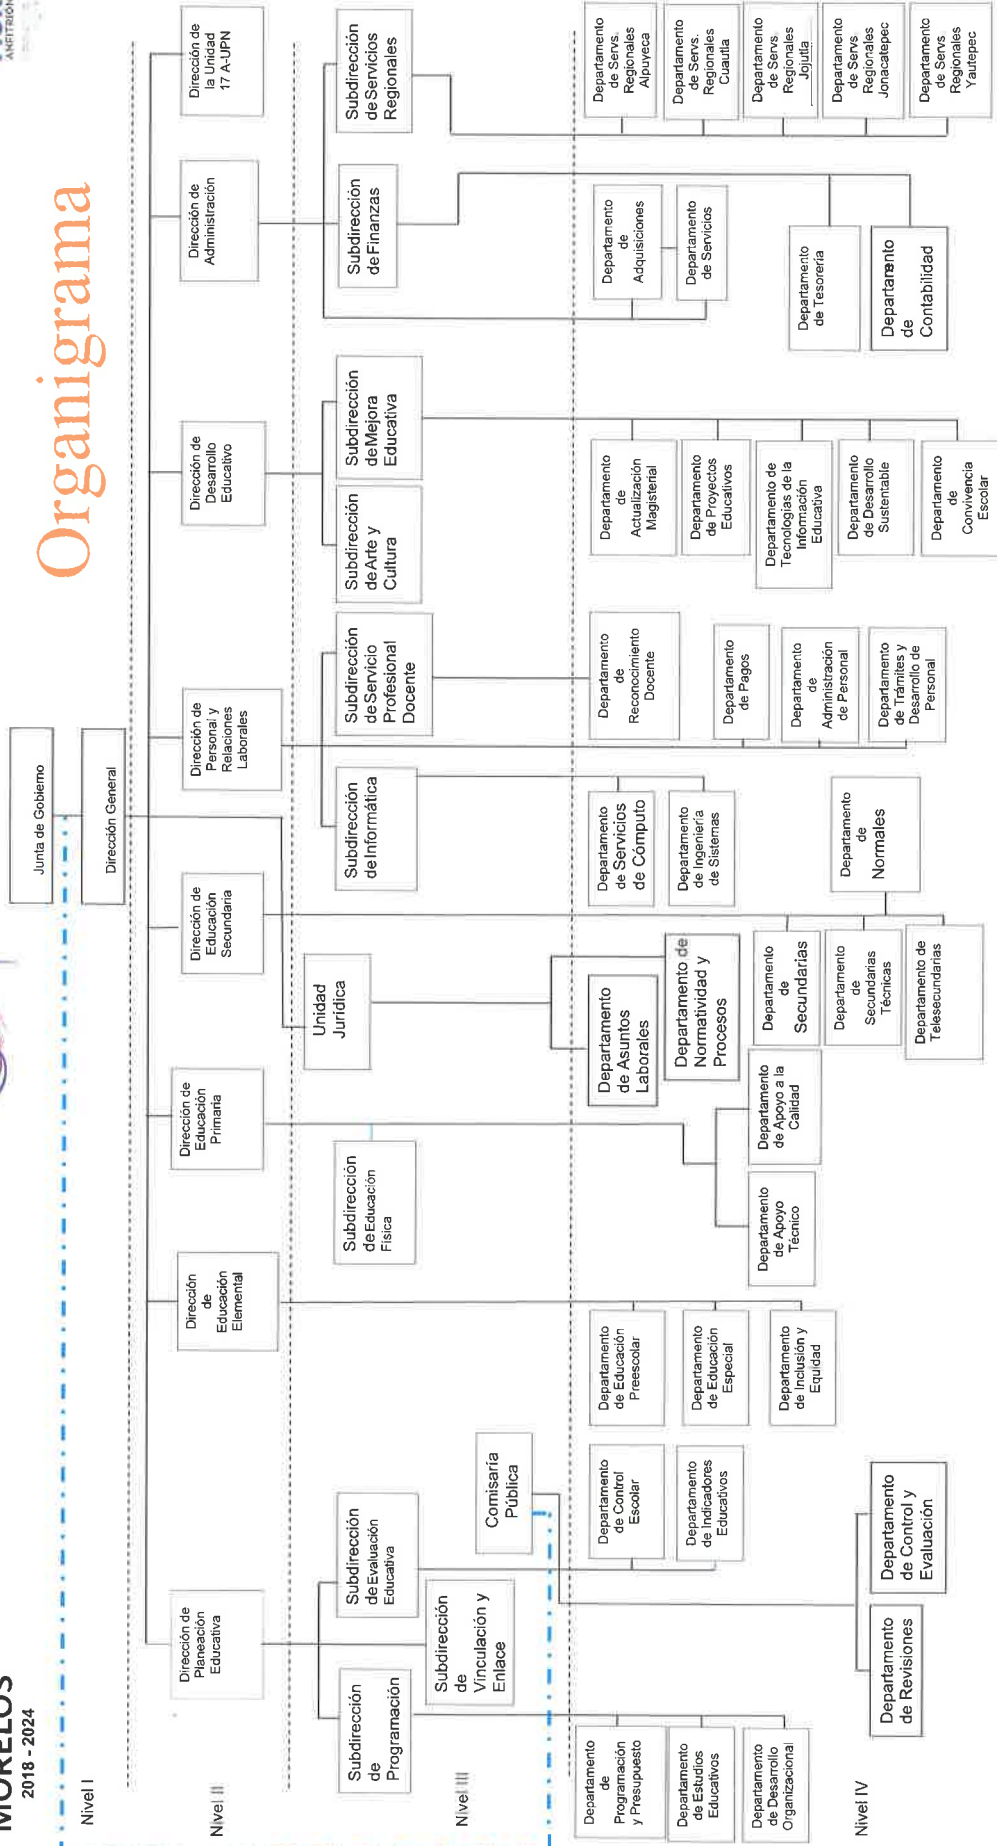 MORELOS
2018 - 2024
ANFITRIÓN
Organigrama
Junta de Gobierno
Nivel I
Dirección General
Nivel II
Dirección de
Planeación
Educativa
Dirección
de
Educación
Elemental
Dirección de
Educación
Primaria
Dirección de
Educación
Secundaria
Dirección de
Personal y
Relaciones
Laborales
Dirección de
Desarrollo
Educativo
Dirección de
Administración
Dirección de
la Unidad
17 A-UPN
Nivel III
Subdirección
de
Programación
Subdirección
de
Vinculación y
Enlace
Subdirección
de Evaluación
Educativa
Comisaría
Pública
Subdirección
de Educación
Física
Unidad
Jurídica
Subdirección
de Informática
Subdirección
de Servicio
Profesional
Docente
Subdirección
de Arte y
Cultura
Subdirección
de Mejora
Educativa
Subdirección
de Finanzas
Subdirección
de Servicios
Regionales
Nivel IV
Departamento
de
Programación
y Presupuesto
Departamento
de Estudios
Educativos
Departamento
de Desarrollo
Organizacional
Departamento
de Control
Escolar
Departamento
de Indicadores
Educativos
Departamento
de Revisiones
Departamento
de Control y
Evaluación
Departamento
de Educación
Preescolar
Departamento
de Educación
Especial
Departamento
de Inclusión y
Equidad
Departamento
de Apoyo
Técnico
Departamento
de Apoyo a la
Calidad
Departamento
de Asuntos
Laborales
Departamento de
Normatividad y
Procesos
Departamento
de
Secundarias
Departamento
de
Secundarias
Técnicas
Departamento de
Telesecundarias
Departamento
de
Normales
Departamento
de Servicios
de Cómputo
Departamento
de Ingeniería
de Sistemas
Departamento
de
Reconocimiento
Docente
Departamento
de Pagos
Departamento
de
Administración
de Personal
Departamento
de Trámites y
Desarrollo de
Personal
Departamento
de
Actualización
Magisterial
Departamento
de Proyectos
Educativos
Departamento de
Tecnologías de la
Información
Educativa
Departamento
de Desarrollo
Sustentable
Departamento
de
Convivencia
Escolar
Departamento
de
Adquisiciones
Departamento
de Servicios
Departamento
de Tesorería
Departamento
de
Contabilidad
Departamento
de Servs.
Regionales
Alpuyeca
Departamento
de Servs.
Regionales
Cuautla
Departamento
de Servs.
Regionales
Jojutla
Departamento
de Servs.
Regionales
Jonacatepec
Departamento
de Servs.
Regionales
Yautepec